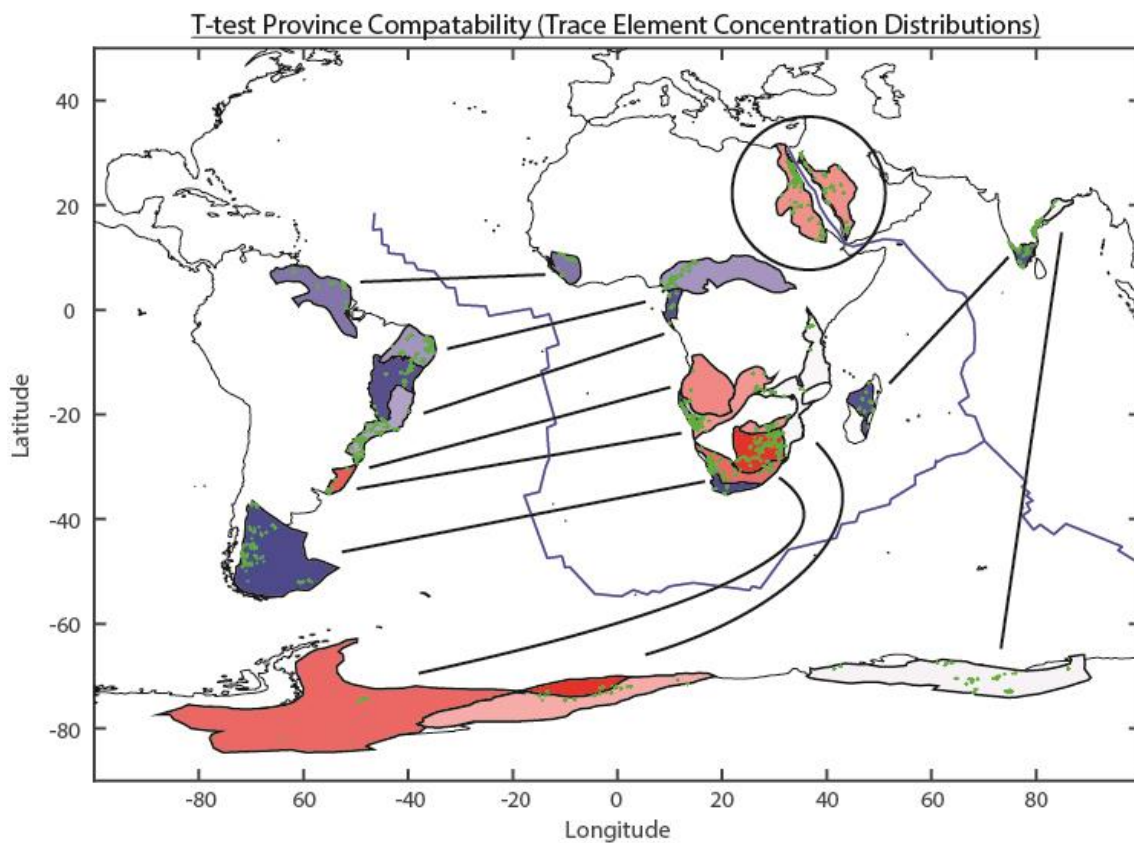 T-test Province Compatability (Trace Element Concentration Distributions)
40
20
0
-20
-40
-60
-80
Latitude
-80 -60 -40 -20 0 20 40 60 80
Longitude